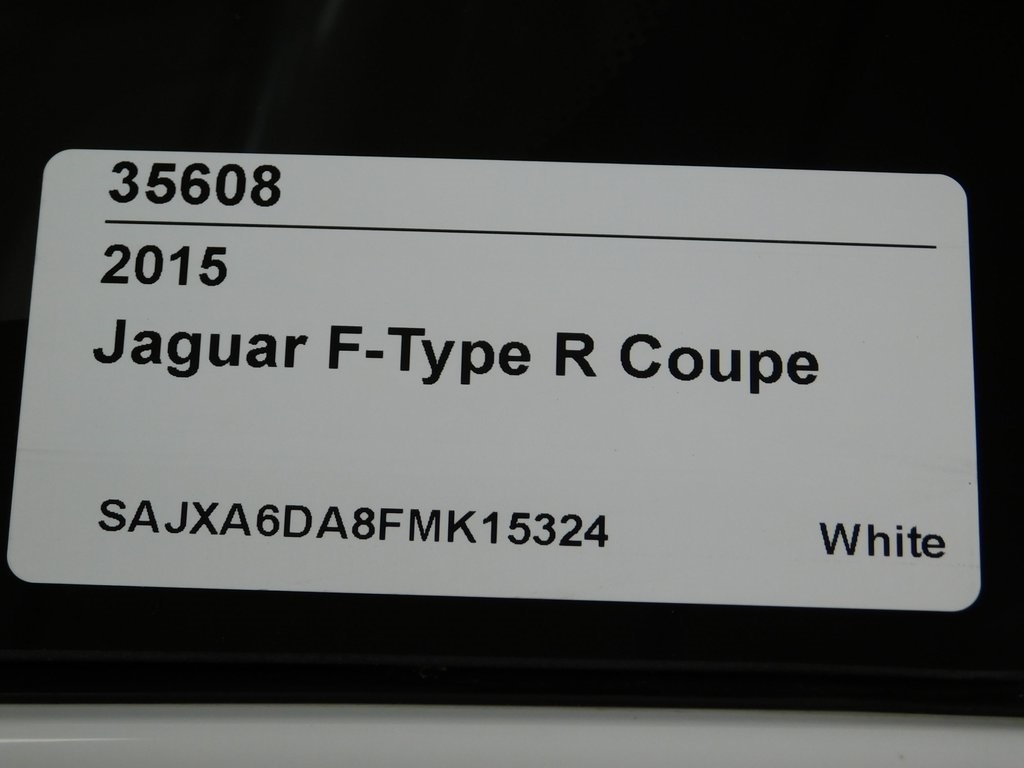 35608
2015
Jaguar F-Type R Coupe
SAJXA6DA8FMK15324 White